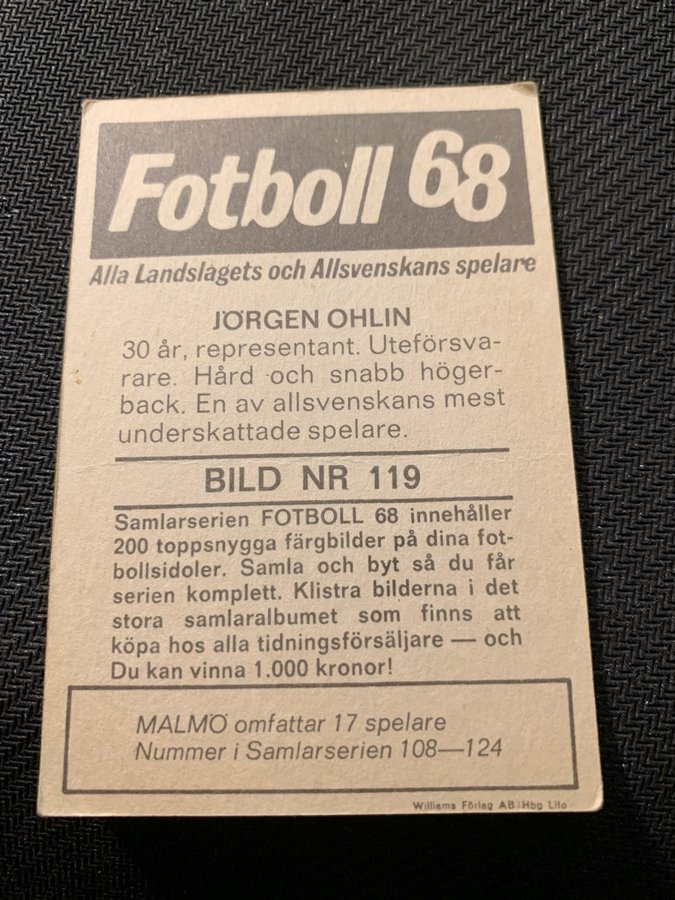 Fotboll 68
Alla Landslagets och Allsvenskans spelare
JÖRGEN OHLIN
30 år, representant. Uteförsva-
rare. Hård och snabb höger-
back. En av allsvenskans mest
underskattade spelare.
BILD NR 119
Samlarserien FOTBOLL 68 innehåller
200 toppsnygga färgbilder på dina fot-
bollsidoler. Samla och byt så du får
serien komplett. Klistra bilderna i det
stora samlaralbumet som finns att
köpa hos alla tidningsförsäljare — och
Du kan vinna 1.000 kronor!
MALMÖ omfattar 17 spelare
Nummer i Samlarserien 108—124
Williams Förlag AB/Hbg Lito